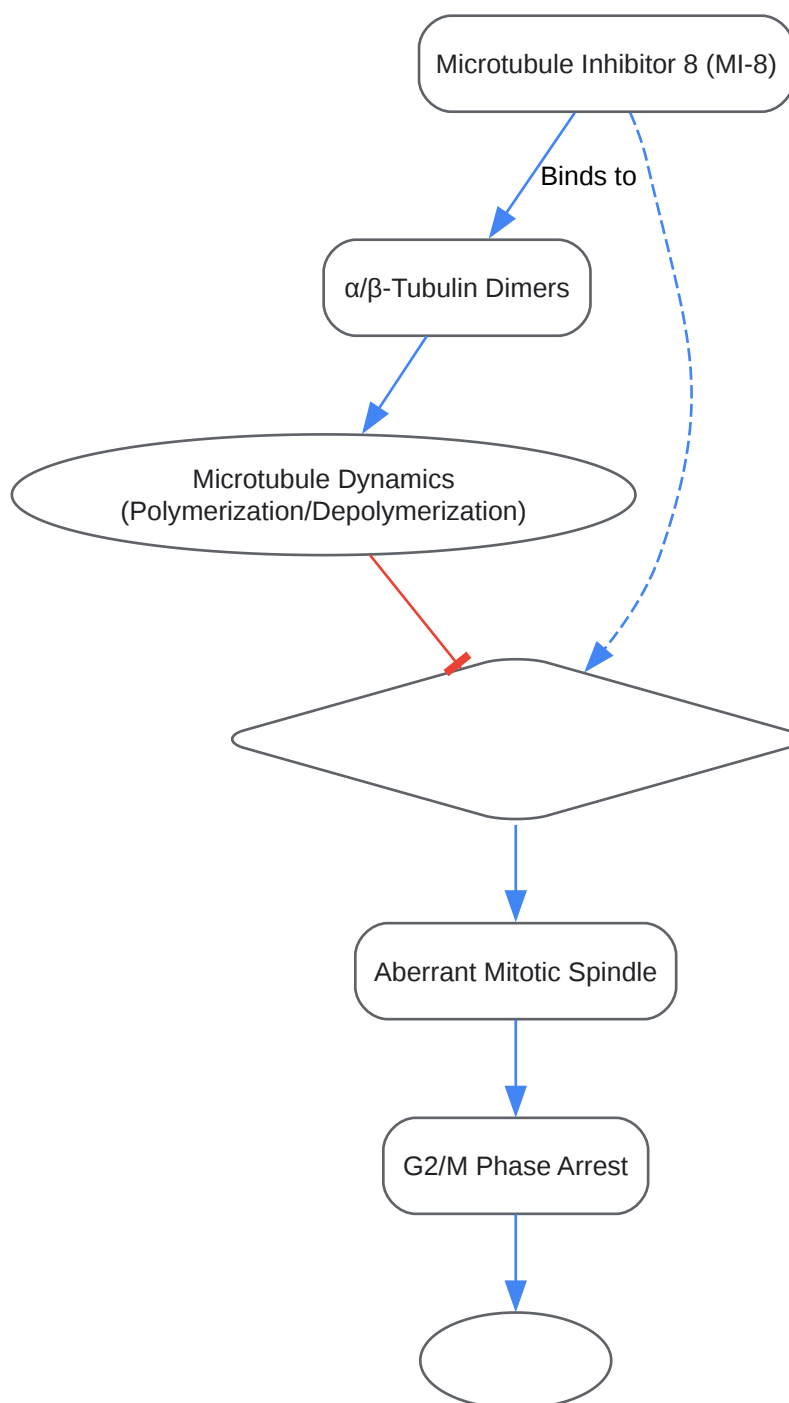 Microtubule Inhibitor 8 (MI-8)
Binds to
α/β-Tubulin Dimers
Microtubule Dynamics
(Polymerization/Depolymerization)
Aberrant Mitotic Spindle
G2/M Phase Arrest